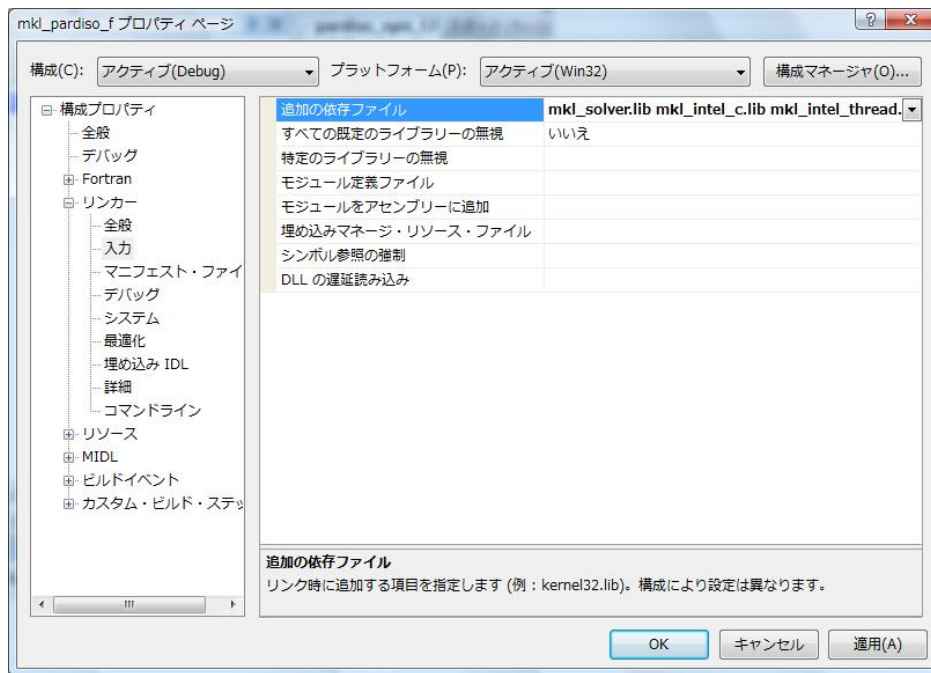 mkl_pardiso_f プロパティ ページ
構成(C): アクティブ(Debug) プラットフォーム(P): アクティブ(Win32) 構成マネージャ(O)...
構成プロパティ
全般
デバッグ
Fortran
リンカー
全般
入力
マニフェスト・ファイ
デバッグ
システム
最適化
埋め込み IDL
詳細
コマンドライン
リソース
MIDL
ビルドイベント
カスタム・ビルド・ステッ
追加の依存ファイル mkl_solver.lib mkl_intel_c.lib mkl_intel_thread.
すべての既定のライブラリーの無視 いいえ
特定のライブラリーの無視
モジュール定義ファイル
モジュールをアセンブリーに追加
埋め込みマネージ・リソース・ファイル
シンボル参照の強制
DLL の遅延読み込み
追加の依存ファイル
リンク時に追加する項目を指定します (例 : kernel32.lib)。構成により設定は異なります。
OK キャンセル 適用(A)